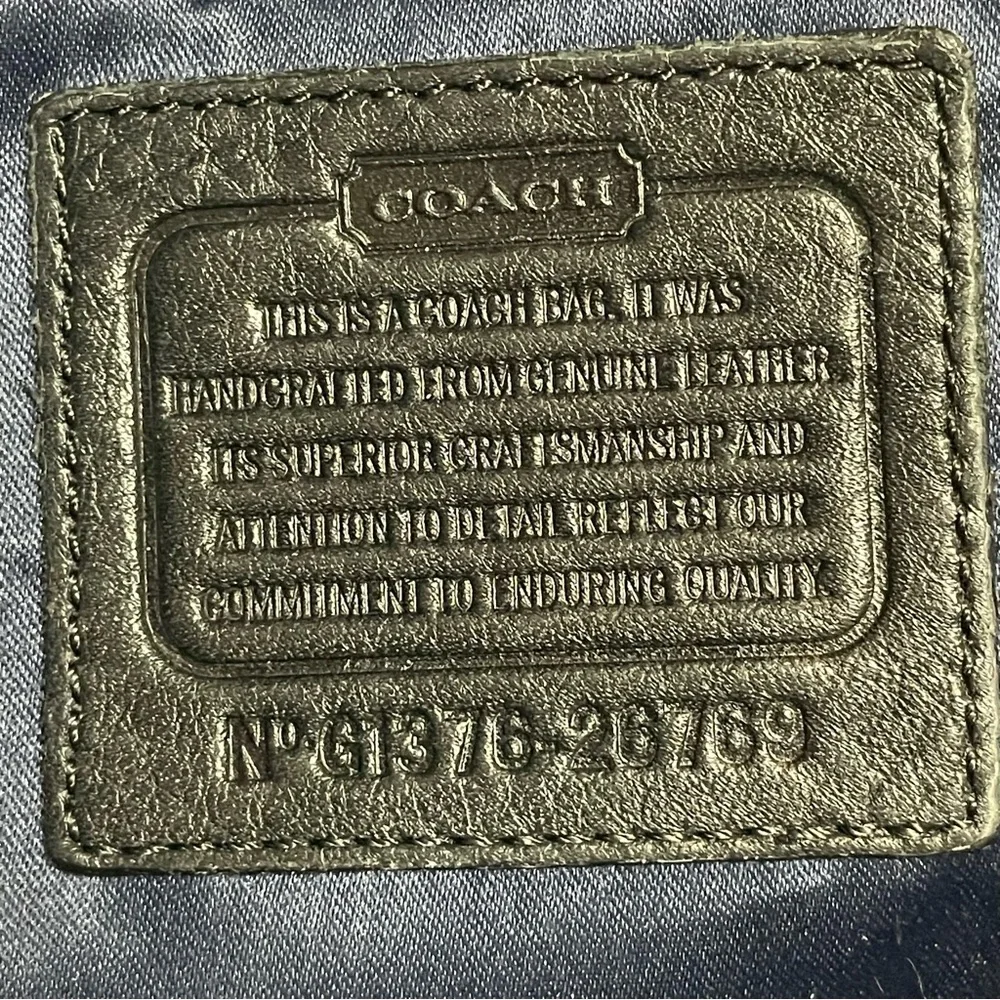 COACH
THIS IS A COACH BAG. IT WAS
HANDCRAFTED FROM GENUINE LEATHER.
ITS SUPERIOR CRAFTSMANSHIP AND
ATTENTION TO DETAIL REFLECT OUR
COMMITMENT TO ENDURING QUALITY.
Nº G1376-26769